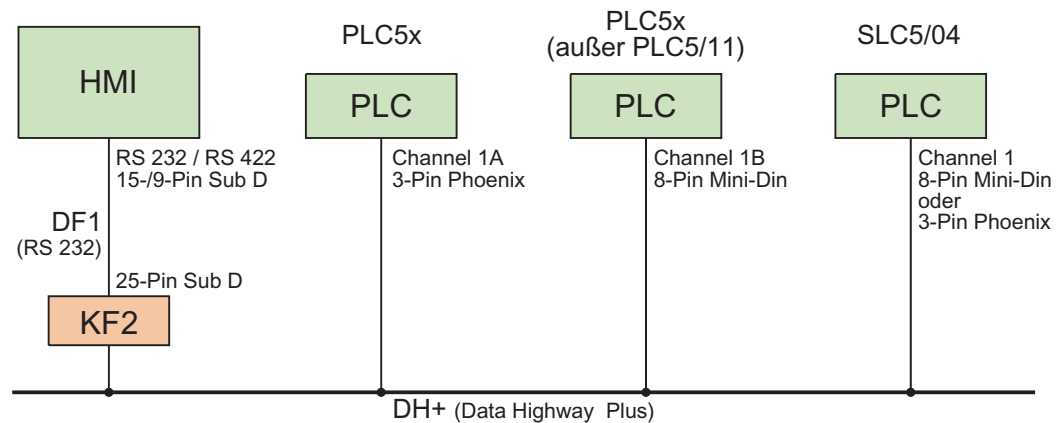 HMI
RS 232 / RS 422
15-/9-Pin Sub D
DF1
(RS 232)
25-Pin Sub D
KF2
PLC5x
PLC
Channel 1A
3-Pin Phoenix
PLC5x
(außer PLC5/11)
PLC
Channel 1B
8-Pin Mini-Din
SLC5/04
PLC
Channel 1
8-Pin Mini-Din
oder
3-Pin Phoenix
DH+ (Data Highway Plus)